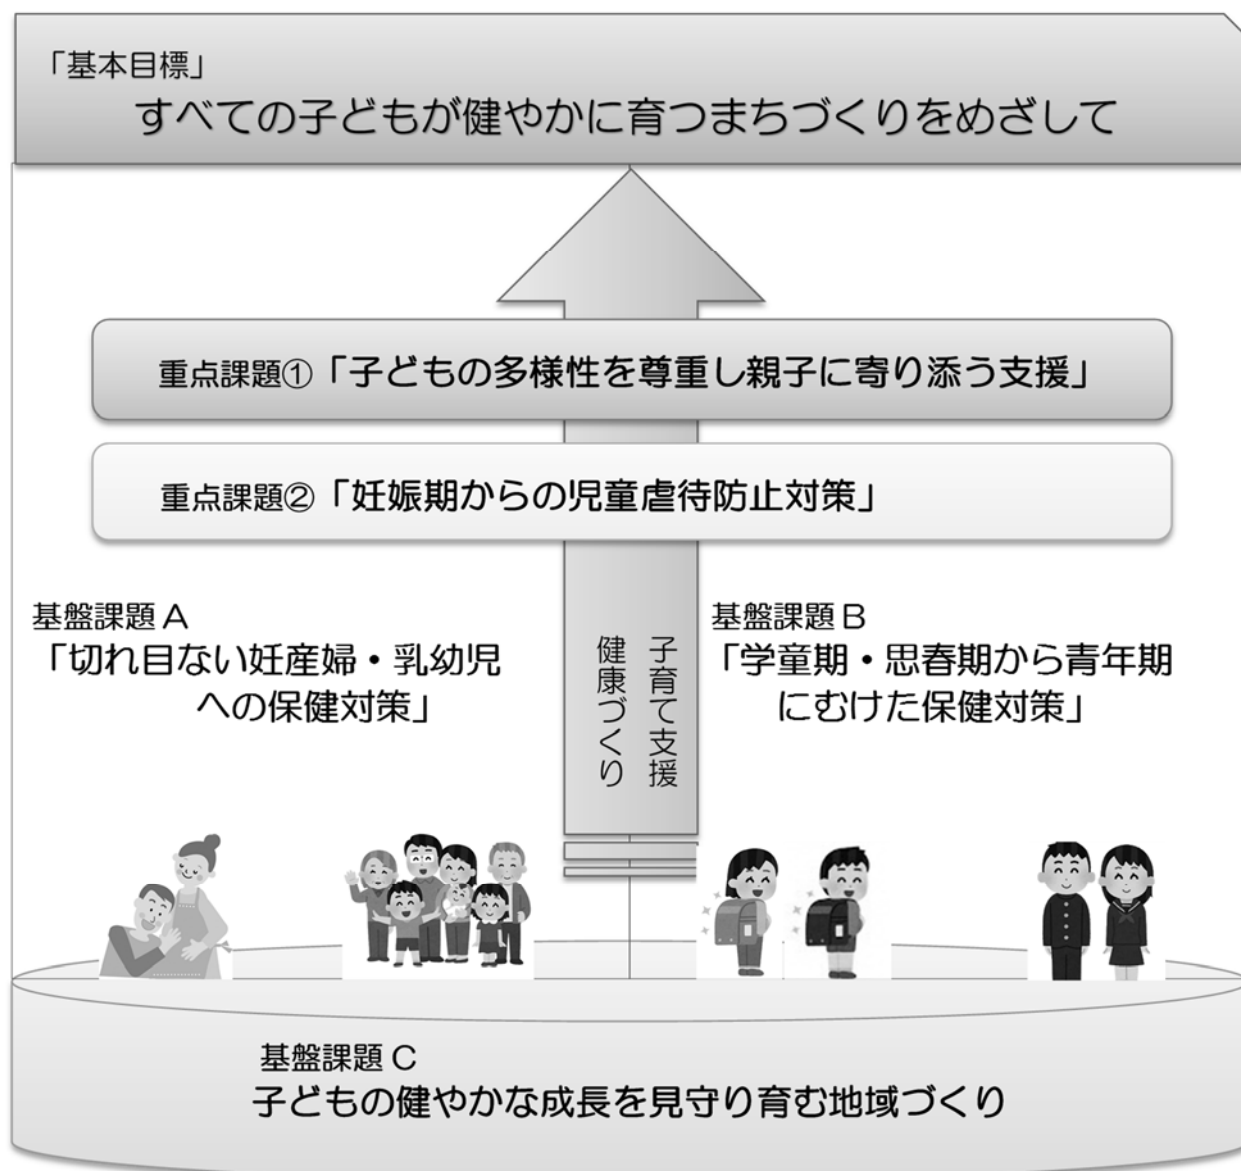 「基本目標」
すべての子どもが健やかに育つまちづくりをめざして
重点課題①「子どもの多様性を尊重し親子に寄り添う支援」
重点課題②「妊娠期からの児童虐待防止対策」
基盤課題 A
「切れ目ない妊産婦・乳幼児
への保健対策」
子育て支援
健康づくり
基盤課題 B
「学童期・思春期から青年期
にむけた保健対策」
基盤課題 C
子どもの健やかな成長を見守り育む地域づくり